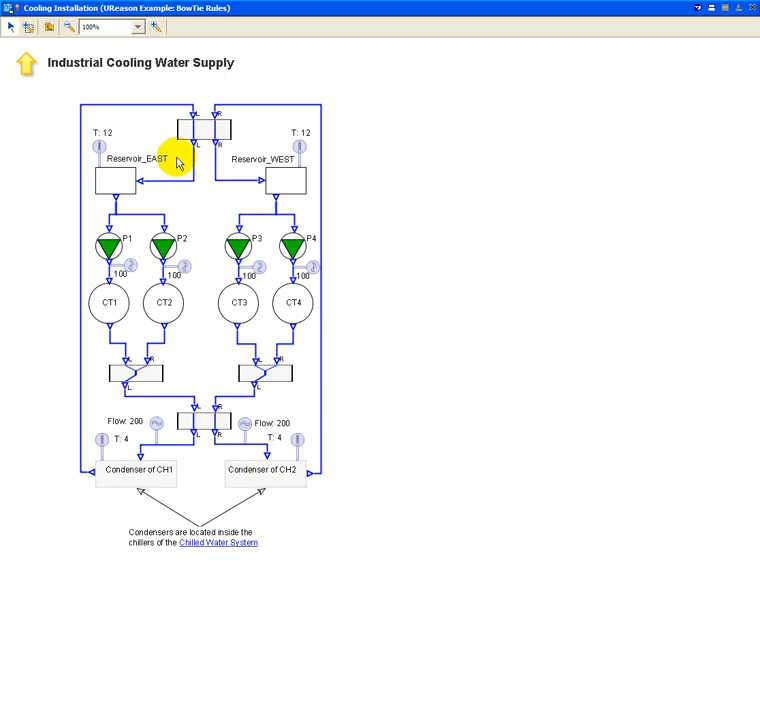 Cooling Installation (UReason Example: BowTie Rules)
100%
Industrial Cooling Water Supply
L R
T: 12 T: 12
L R
Reservoir_EAST Reservoir_WEST
P1 P2 P3 P4
100 100 100 100
CT1 CT2 CT3 CT4
L R L R
L L
L R
Flow: 200 Flow: 200
L R
T: 4 T: 4
Condenser of CH1 Condenser of CH2
Condensers are located inside the
chillers of the Chilled Water System